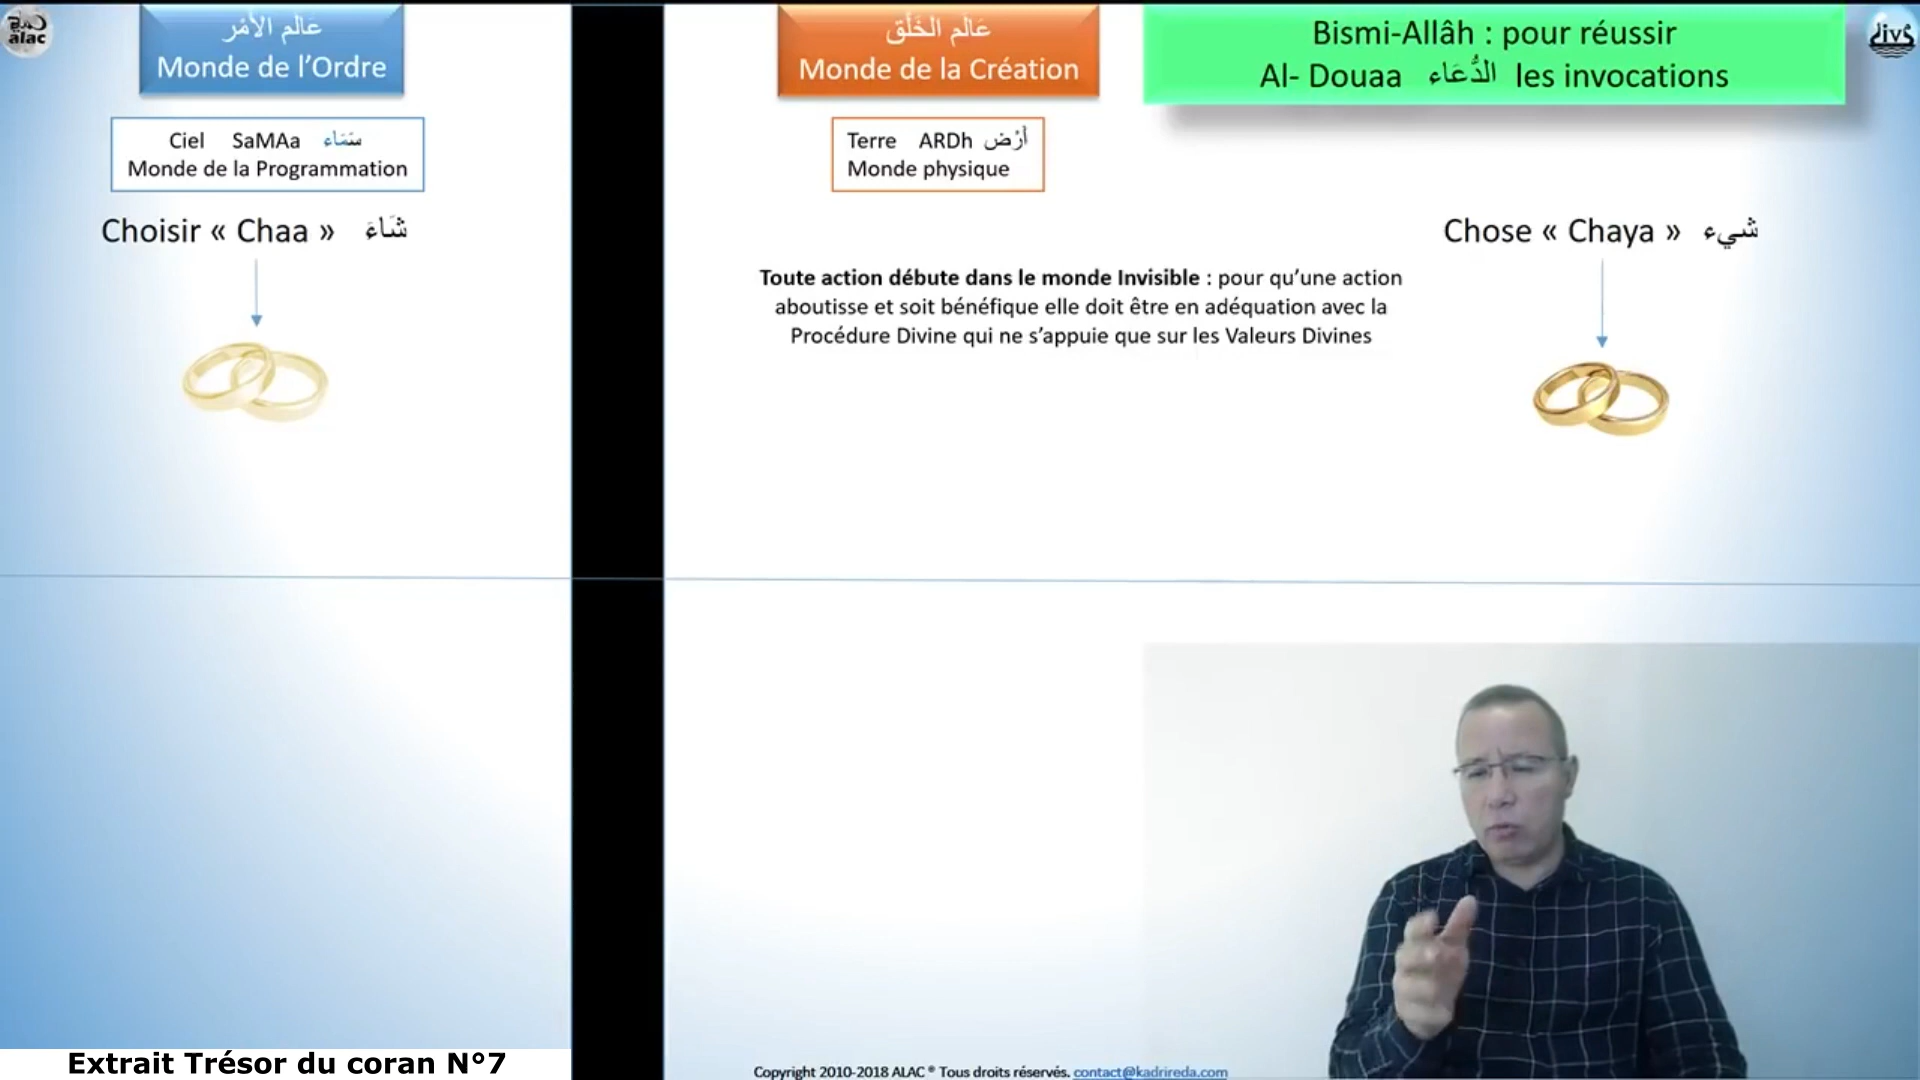 alac
عَالَم الأَمْر
Monde de l’Ordre
Ciel SaMAa سَّمَاء
Monde de la Programmation
Choisir « Chaa » شَاءَ
عَالَم الخَلْق
Monde de la Création
Terre ARDh أَرْض
Monde physique
Bismi-Allâh : pour réussir
Al- Douaa الدُّعَاء les invocations
Toute action débute dans le monde Invisible : pour qu’une action
aboutisse et soit bénéfique elle doit être en adéquation avec la
Procédure Divine qui ne s’appuie que sur les Valeurs Divines
Chose « Chaya » شيء
Extrait Trésor du coran N°7
Copyright 2010-2018 ALAC ® Tous droits réservés. contact@kadrireda.com